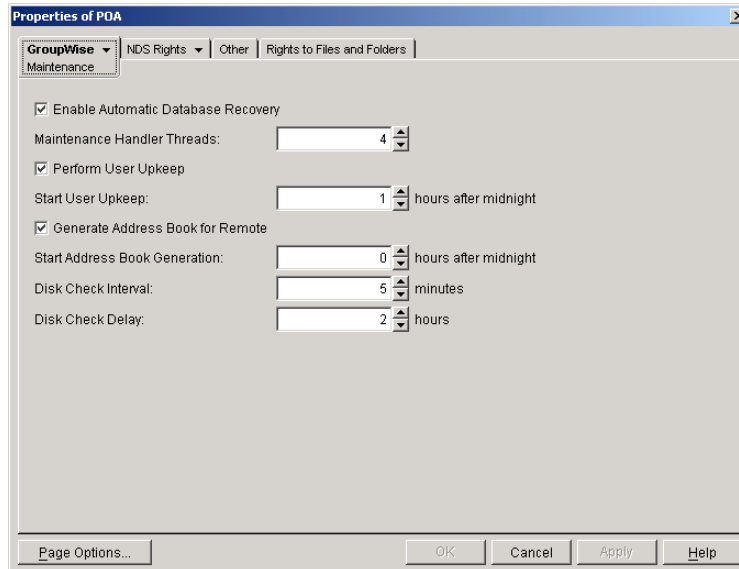 Properties of POA
GroupWise NDS Rights Other Rights to Files and Folders
Maintenance
Enable Automatic Database Recovery
Maintenance Handler Threads: 4
Perform User Upkeep
Start User Upkeep: 1 hours after midnight
Generate Address Book for Remote
Start Address Book Generation: 0 hours after midnight
Disk Check Interval: 5 minutes
Disk Check Delay: 2 hours
Page Options... OK Cancel Apply Help